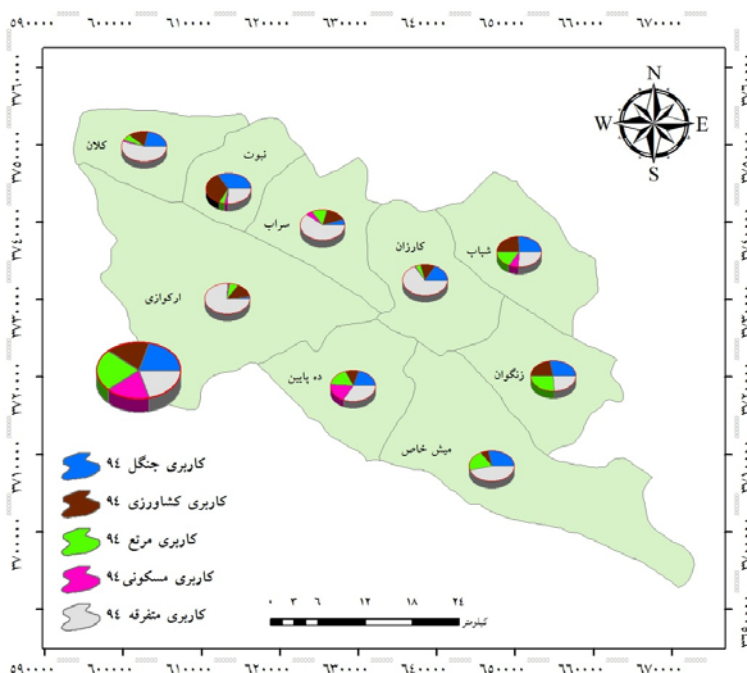 ۵۹۰۰۰۰ ۶۰۰۰۰۰ ۶۱۰۰۰۰ ۶۲۰۰۰۰ ۶۳۰۰۰۰ ۶۴۰۰۰۰ ۶۵۰۰۰۰ ۶۶۰۰۰۰ ۶۷۰۰۰۰
N
W E
S
کلان
نبوت
سراب
کارزان
شباب
ارکوازی
زنگوان
ده پایین
میش خاص
کاربری جنگل ۹۴
کاربری کشاورزی ۹۴
کاربری مرتع ۹۴
کاربری مسکونی ۹۴
کاربری متفرقه ۹۴
۰ ۳ ۶ ۱۲ ۱۸ ۲۴
کیلومتر
۳۷۶۰۰۰۰
۳۷۵۰۰۰۰
۳۷۴۰۰۰۰
۳۷۳۰۰۰۰
۳۷۲۰۰۰۰
۳۷۱۰۰۰۰
۳۷۰۰۰۰۰
۳۶۹۰۰۰۰
۵۹۰۰۰۰ ۶۰۰۰۰۰ ۶۱۰۰۰۰ ۶۲۰۰۰۰ ۶۳۰۰۰۰ ۶۴۰۰۰۰ ۶۵۰۰۰۰ ۶۶۰۰۰۰ ۶۷۰۰۰۰